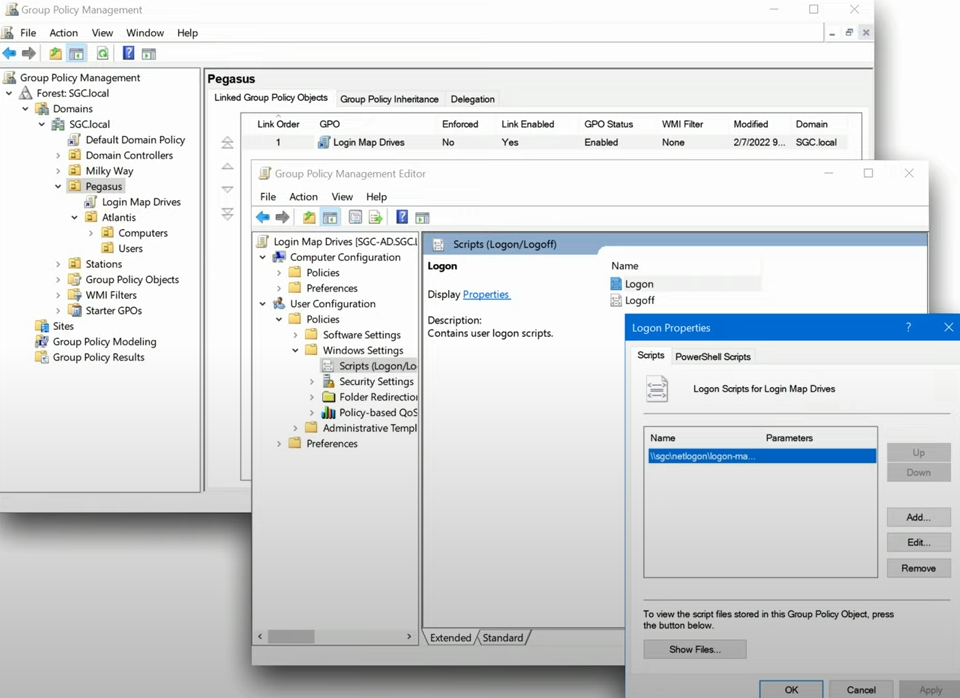 Group Policy Management
File Action View Window Help
Group Policy Management
Forest: SGC.local
Domains
SGC.local
Default Domain Policy
Domain Controllers
Milky Way
Pegasus
Login Map Drives
Atlantis
Computers
Users
Stations
Group Policy Objects
WMI Filters
Starter GPOs
Sites
Group Policy Modeling
Group Policy Results
Pegasus
Linked Group Policy Objects Group Policy Inheritance Delegation
Link Order GPO Enforced Link Enabled GPO Status WMI Filter Modified Domain
1 Login Map Drives No Yes Enabled None 2/7/2022 9... SGC.local
Group Policy Management Editor
File Action View Help
Login Map Drives [SGC-AD.SGC.L
Computer Configuration
Policies
Preferences
User Configuration
Policies
Software Settings
Windows Settings
Scripts (Logon/Lo
Security Settings
Folder Redirection
Policy-based QoS
Administrative Templ
Preferences
Scripts (Logon/Logoff)
Logon
Display Properties
Description:
Contains user logon scripts.
Name
Logon
Logoff
Extended Standard
Logon Properties ?
Scripts PowerShell Scripts
Logon Scripts for Login Map Drives
Name Parameters
\\sgc\netlogon\logon-ma...
Up
Down
Add...
Edit...
Remove
To view the script files stored in this Group Policy Object, press
the button below.
Show Files...
OK Cancel Apply